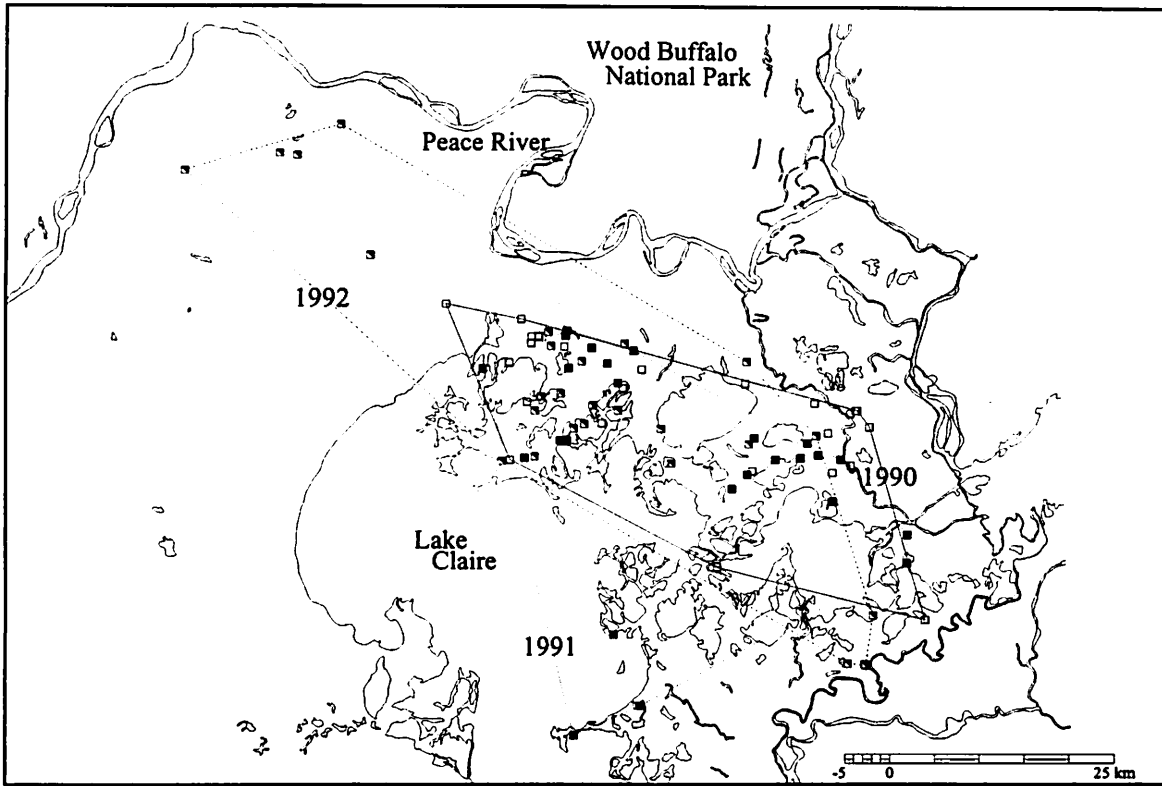 Wood Buffalo
National Park
Peace River
1992
1990
Lake
Claire
1991
-5 0 25 km